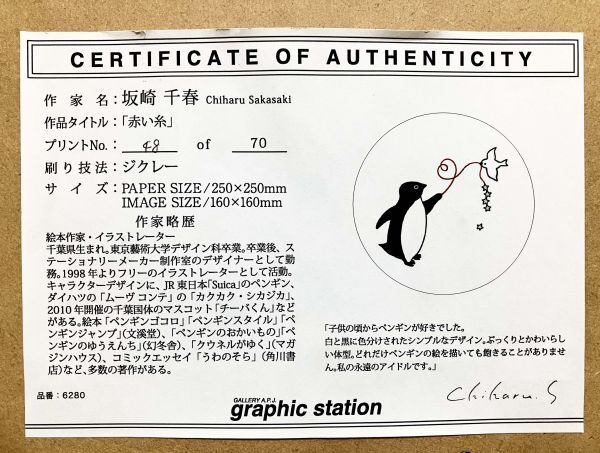 CERTIFICATE OF AUTHENTICITY
作 家 名：坂崎 千春 Chiharu Sakasaki
作品タイトル：「赤い糸」
プリントNo.： 48 of 70
刷り技法：ジクレー
サ イ ズ：PAPER SIZE/250×250mm
IMAGE SIZE/160×160mm
作家略歴
絵本作家・イラストレーター
千葉県生まれ。東京藝術大学デザイン科卒業。卒業後、ス
テーショナリーメーカー制作室のデザイナーとして勤
務。1998年よりフリーのイラストレーターとして活動。
キャラクターデザインに、JR東日本「Suica」のペンギン、
ダイハツの「ムーヴ コンテ」の「カクカク・シカジカ」、
2010年開催の千葉国体のマスコット「チーバくん」など
がある。絵本「ペンギンゴコロ」「ペンギンスタイル」「ペ
ンギンジャンプ」(文溪堂)、「ペンギンのおかいもの」「ペ
ンギンのゆうえんち」(幻冬舎)、「クウネルがゆく」(マガ
ジンハウス)、コミックエッセイ「うわのそら」(角川書
店)など、多数の著作がある。
品番：6280
「子供の頃からペンギンが好きでした。
白と黒に色分けされたシンプルなデザイン。ぷっくりとかわいらし
い体型。どれだけペンギンの絵を描いても飽きることがありませ
ん。私の永遠のアイドルです。」
Chiharu.S
GALLERY A.P.J.
graphic station